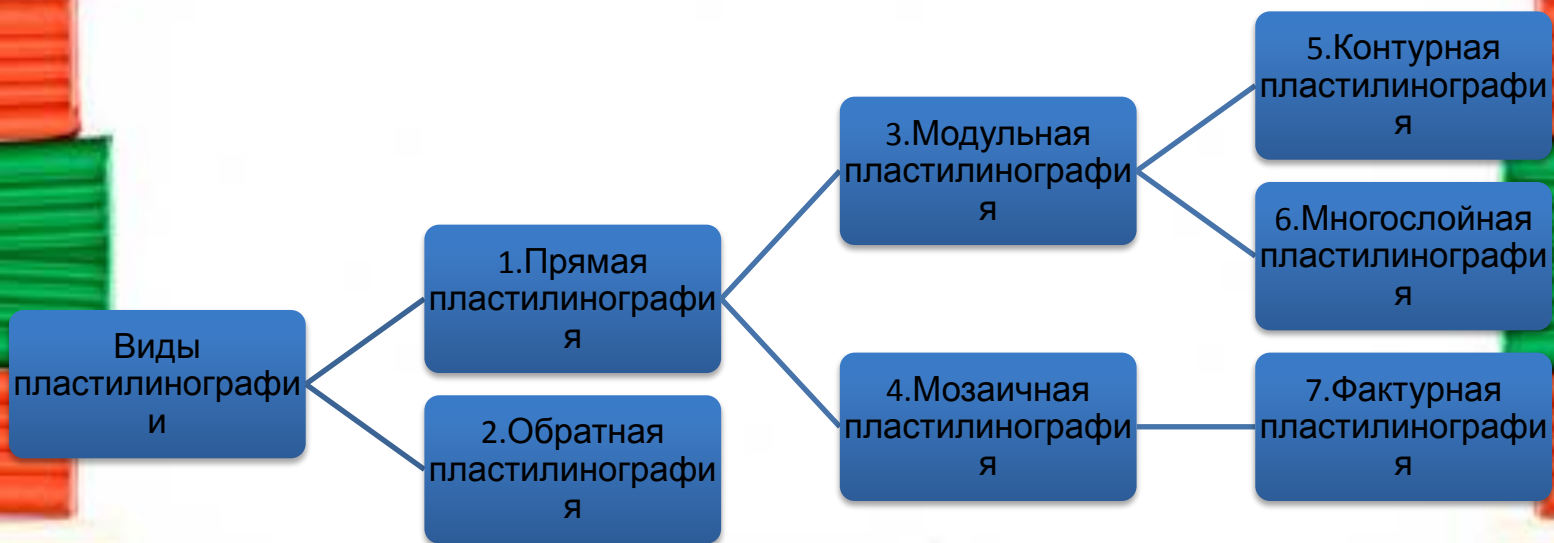 Виды
пластилинографи
и
1.Прямая
пластилинографи
я
2.Обратная
пластилинографи
я
3.Модульная
пластилинографи
я
4.Мозаичная
пластилинографи
я
5.Контурная
пластилинографи
я
6.Многослойная
пластилинографи
я
7.Фактурная
пластилинографи
я